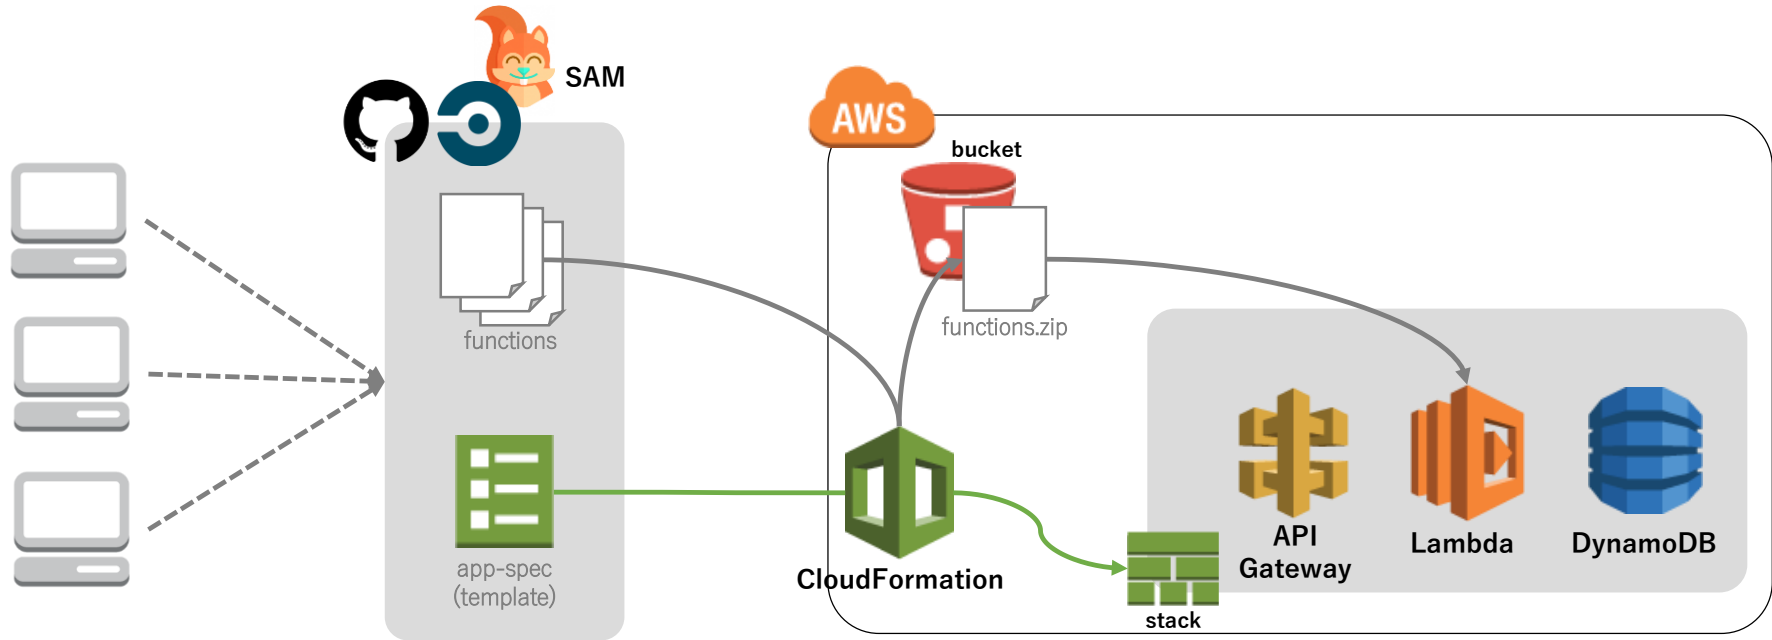 SAM
AWS
bucket
functions
functions.zip
app-spec
(template)
CloudFormation
stack
API
Gateway
Lambda
DynamoDB